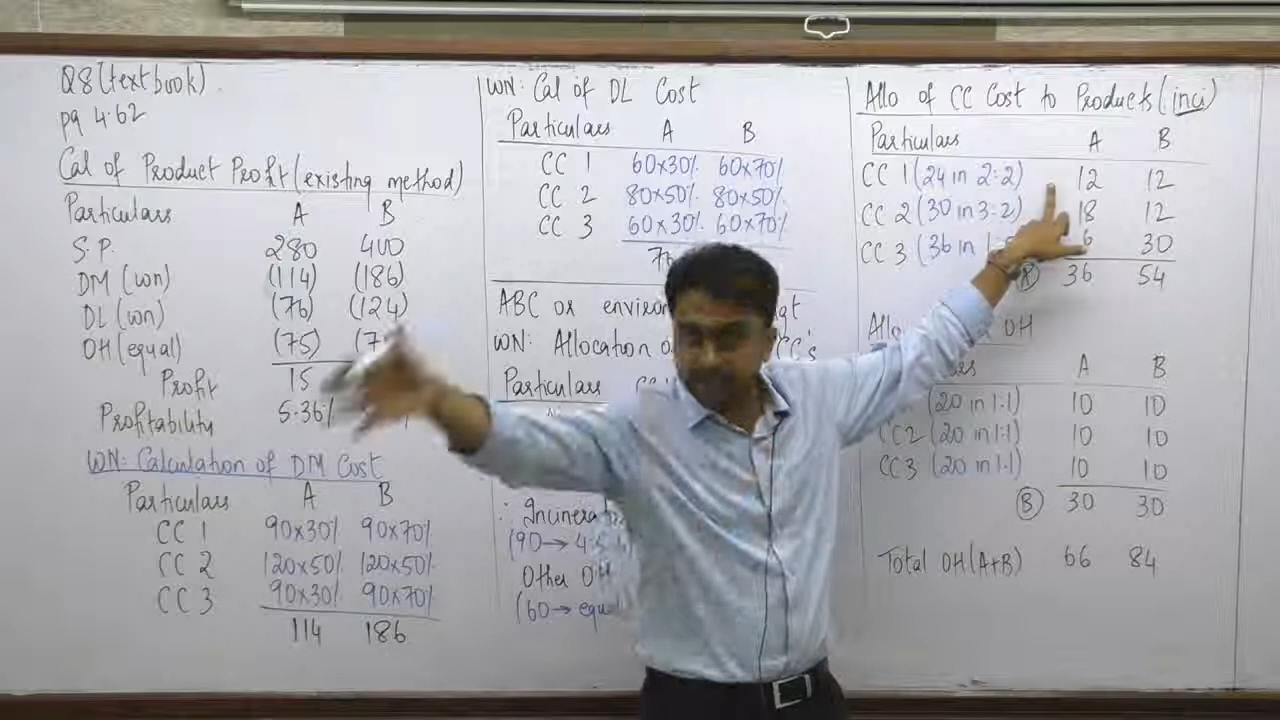 Q8(textbook)
pg 4.62
Cal of Product Profit (existing method)
Particulars A B
S.P. 280 400
DM (wn) (114) (186)
DL (wn) (76) (124)
OH (equal) (75)
Profit 15
Profitability 5.36%
WN: Calculation of DM Cost
Particulars A B
CC 1 90x30% 90x70%
CC 2 120x50% 120x50%
CC 3 90x30% 90x70%
114 186
WN: Cal of DL Cost
Particulars A B
CC 1 60x30% 60x70%
CC 2 80x50% 80x50%
CC 3 60x30% 60x70%
ABC or
WN: Allocation
Particulars
∴
(90→ 4:5
Other
(60→
Allo of CC Cost to Products (inci)
Particulars A B
CC 1 (24 in 2:2) 12 12
CC 2 (30 in 3:2) 18 12
CC 3 (36 in 6 30
(A) 36 54
OH
A B
(20 in 1:1) 10 10
CC2 (20 in 1:1) 10 10
CC3 (20 in 1:1) 10 10
(B) 30 30
Total OH (A+B) 66 84